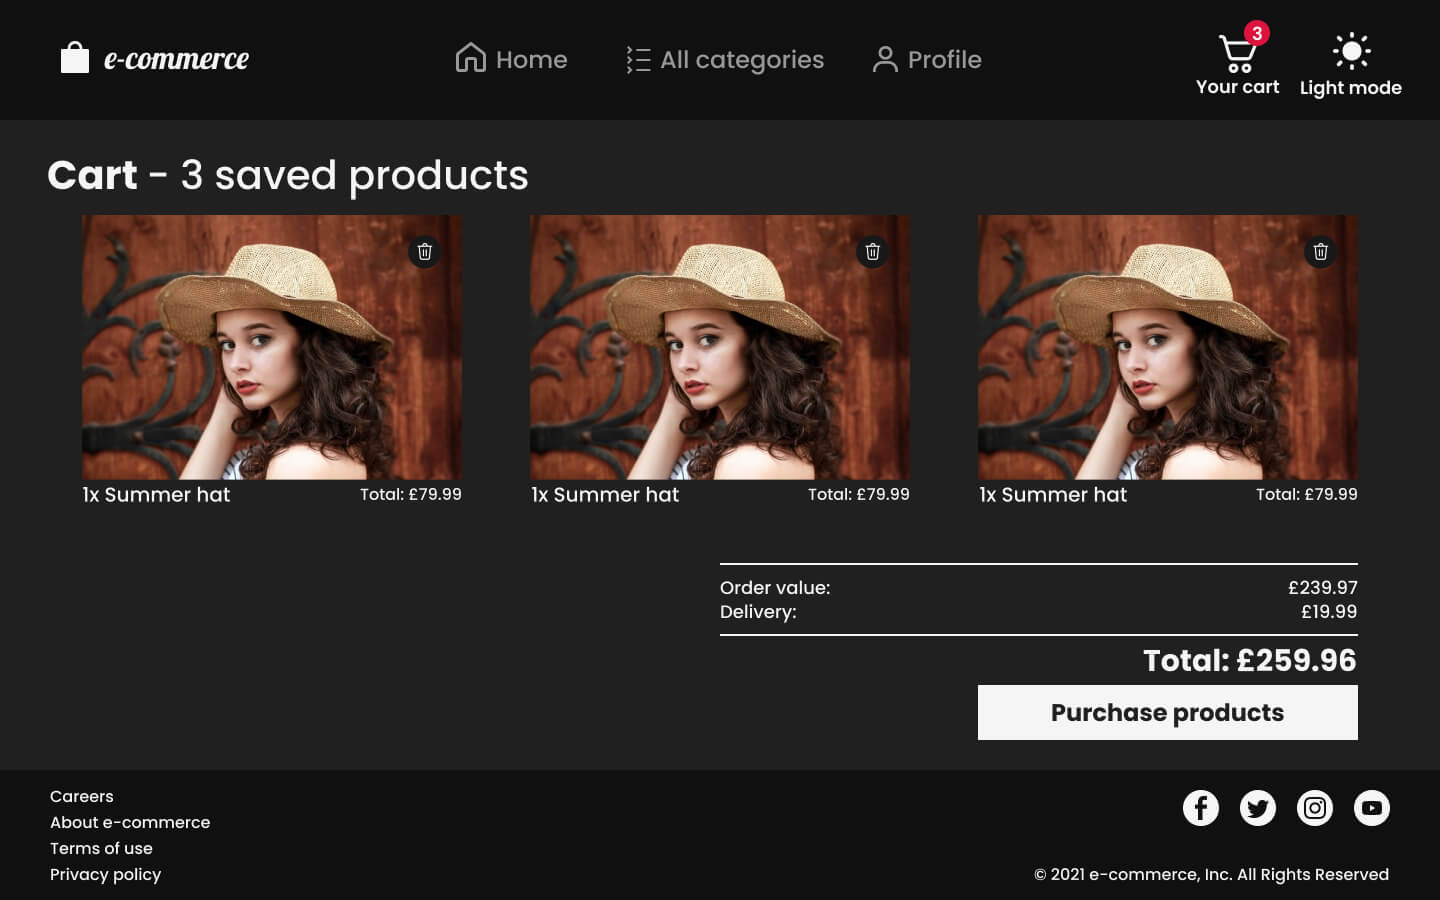 e-commerce
Home
All categories
Profile
3
Your cart
Light mode
Cart - 3 saved products
1x Summer hat
Total: £79.99
1x Summer hat
Total: £79.99
1x Summer hat
Total: £79.99
Order value: £239.97
Delivery: £19.99
Total: £259.96
Purchase products
Careers
About e-commerce
Terms of use
Privacy policy
© 2021 e-commerce, Inc. All Rights Reserved